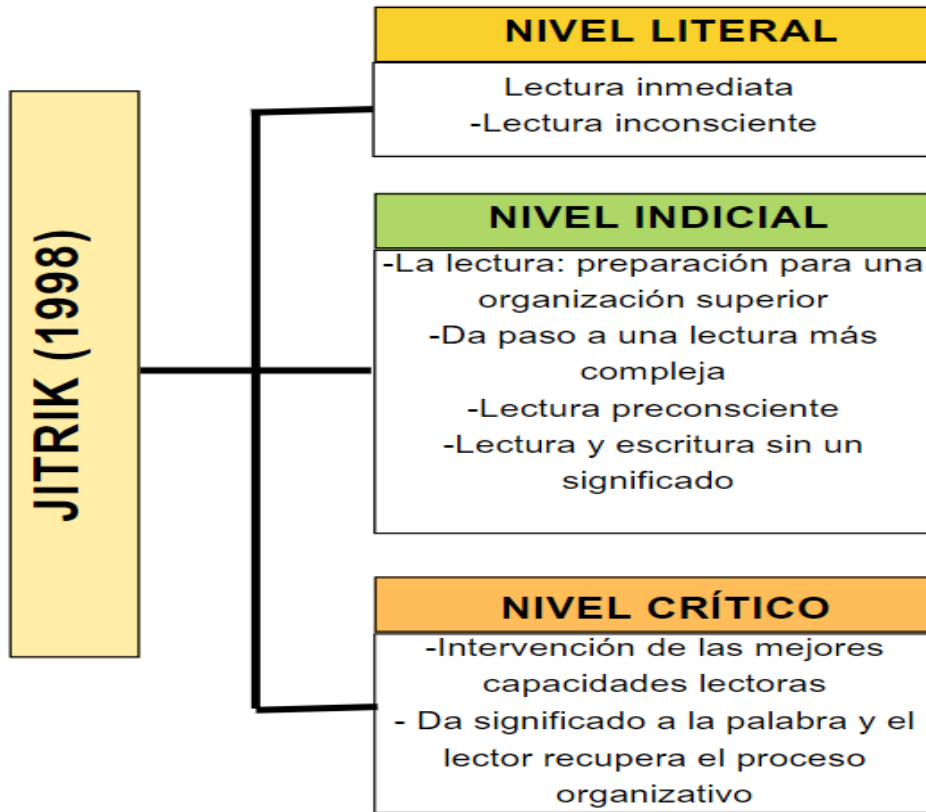 JITRIK (1998)
NIVEL LITERAL
Lectura inmediata
-Lectura inconsciente
NIVEL INDICIAL
-La lectura: preparación para una
organización superior
-Da paso a una lectura más
compleja
-Lectura preconsciente
-Lectura y escritura sin un
significado
NIVEL CRÍTICO
-Intervención de las mejores
capacidades lectoras
- Da significado a la palabra y el
lector recupera el proceso
organizativo